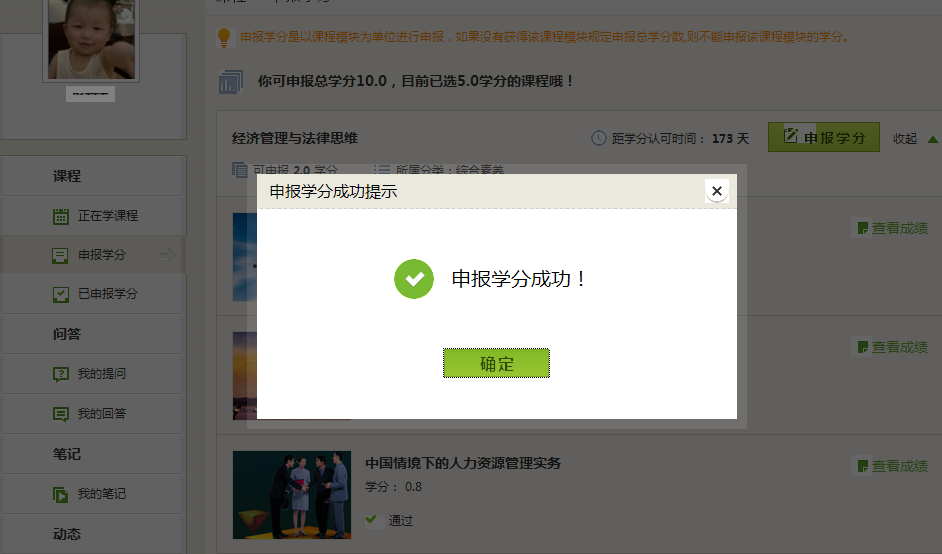 申报学分是以课程模块为单位进行申报，如果没有获得该课程模块规定申报总学分数,则不能申报该课程模块的学分。
你可申报总学分10.0，目前已选5.0学分的课程哦！
经济管理与法律思维
距学分认可时间： 173 天
申报学分
收起
可申报 2.0 学分
所属分类：综合素养
课程
正在学课程
申报学分
已申报学分
问答
我的提问
我的回答
笔记
我的笔记
动态
申报学分成功提示
申报学分成功！
确定
查看成绩
查看成绩
中国情境下的人力资源管理实务
学分： 0.8
通过
查看成绩